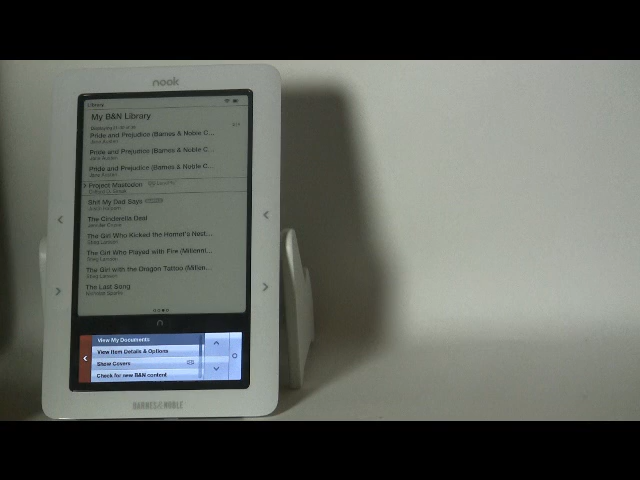 nook
Library
My B&N Library
Pride and Prejudice (Barnes & Noble C...
Jane Austen
Pride and Prejudice (Barnes & Noble C...
Jane Austen
Pride and Prejudice (Barnes & Noble C...
Jane Austen
Project Mastodon
Clifford D. Simak
Sh*t My Dad Says
Justin Halpern
The Cinderella Deal
Jennifer Crusie
The Girl Who Kicked the Hornet's Nest...
Stieg Larsson
The Girl Who Played with Fire (Millenni...
Stieg Larsson
The Girl with the Dragon Tattoo (Millen...
Stieg Larsson
The Last Song
Nicholas Sparks
View My Documents
View Item Details & Options
Show Covers
Check for new B&N content
BARNES & NOBLE